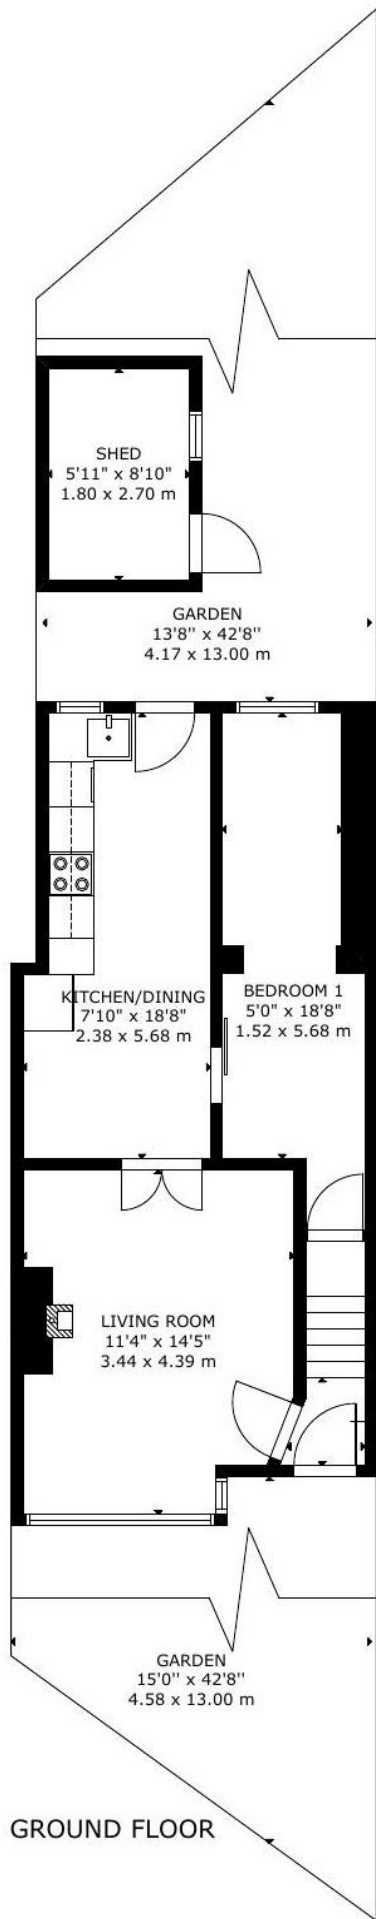 SHED
5'11" x 8'10"
1.80 x 2.70 m
GARDEN
13'8" x 42'8"
4.17 x 13.00 m
KITCHEN/DINING
7'10" x 18'8"
2.38 x 5.68 m
BEDROOM 1
5'0" x 18'8"
1.52 x 5.68 m
LIVING ROOM
11'4" x 14'5"
3.44 x 4.39 m
GARDEN
15'0" x 42'8"
4.58 x 13.00 m
GROUND FLOOR